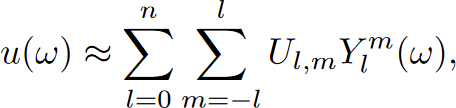 u(ω) ≈ ∑_{l=0}^{n} ∑_{m=-l}^{l} U_{l,m} Y_l^m(ω),